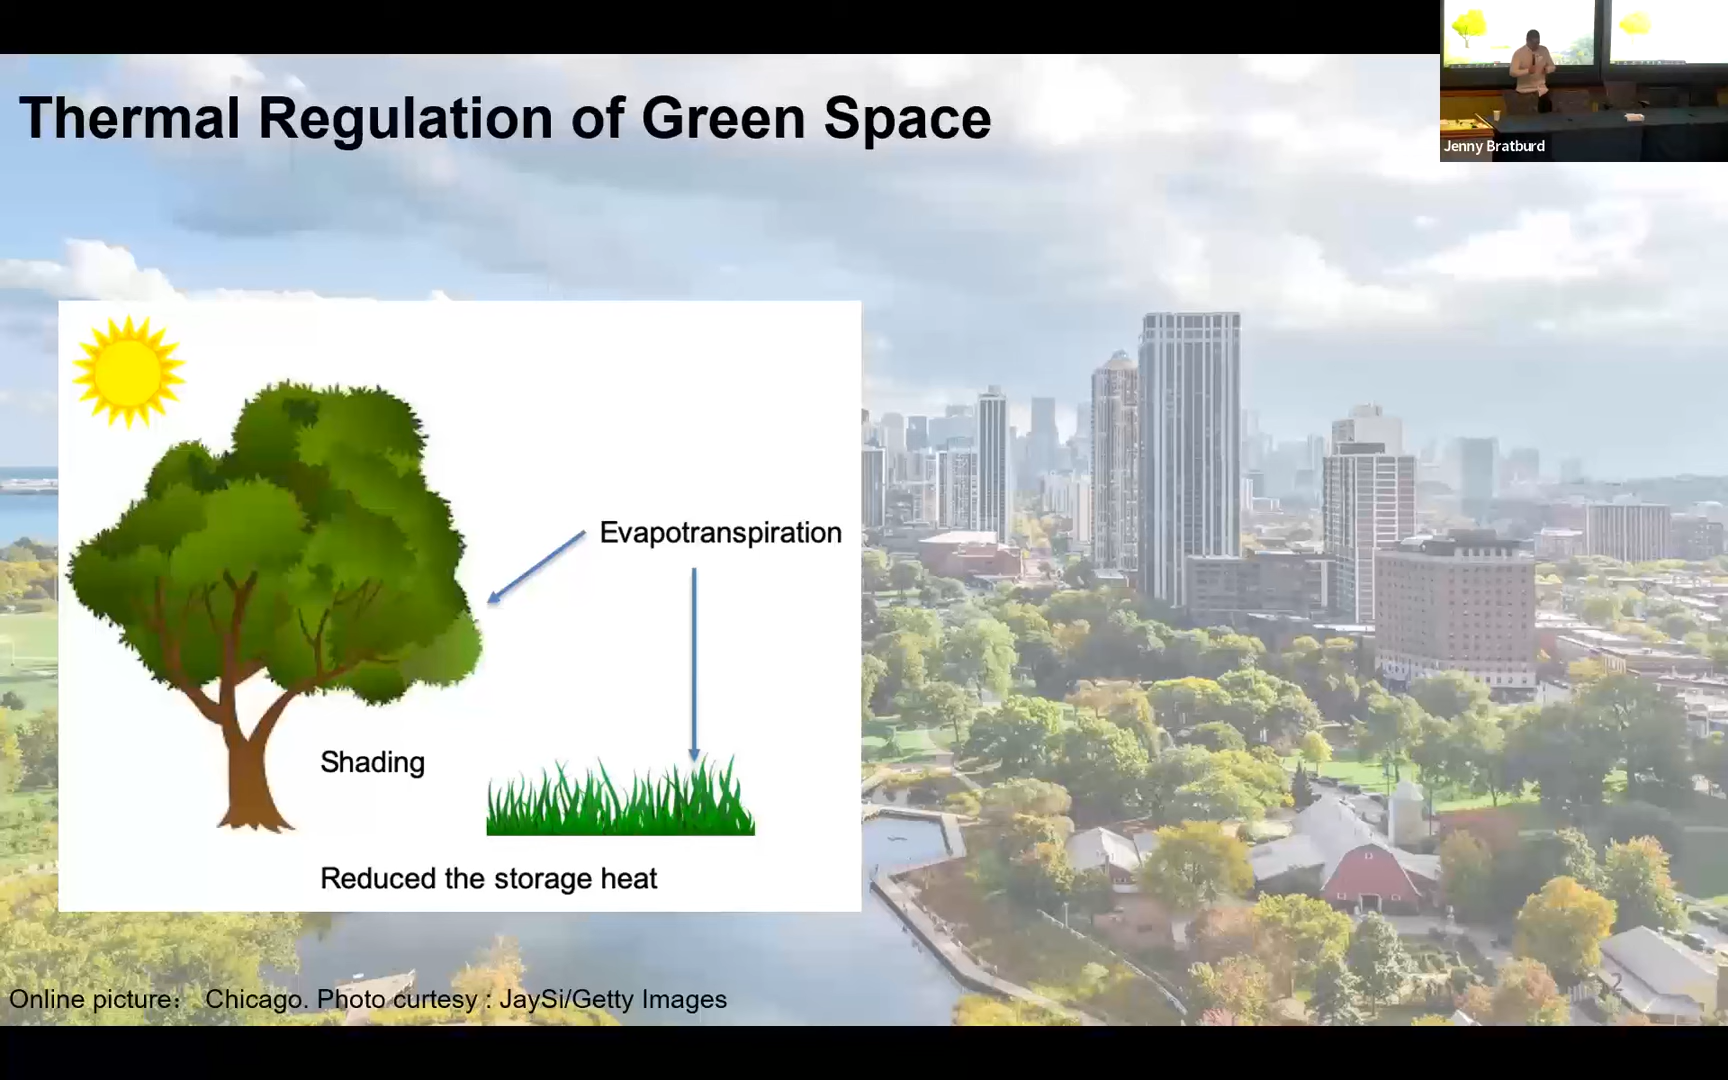 Thermal Regulation of Green Space
Jenny Bratburd
Evapotranspiration
Shading
Reduced the storage heat
Online picture： Chicago. Photo curtesy : JaySi/Getty Images
2